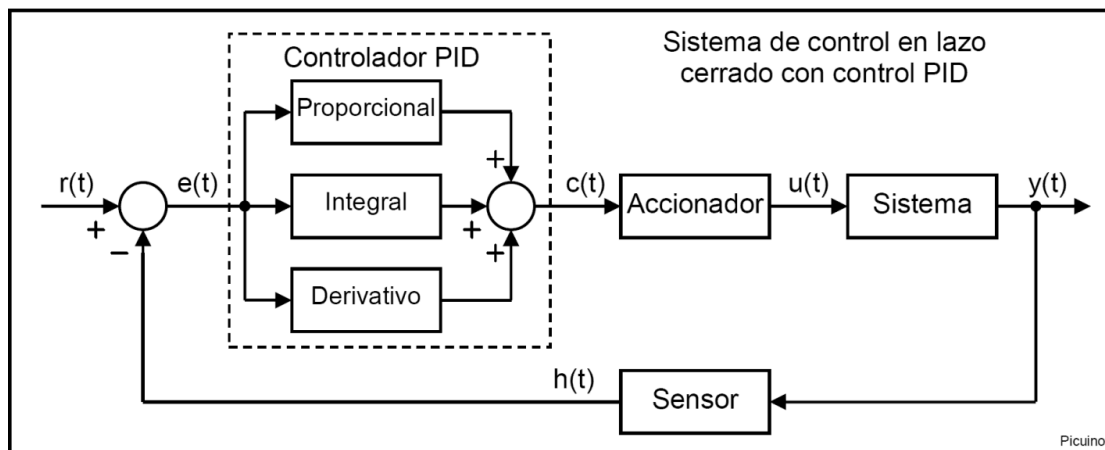 Controlador PID
Sistema de control en lazo
cerrado con control PID
Proporcional
+
r(t)
e(t)
Integral
c(t)
Accionador
u(t)
Sistema
y(t)
+
−
+
+
Derivativo
h(t)
Sensor
Picuino